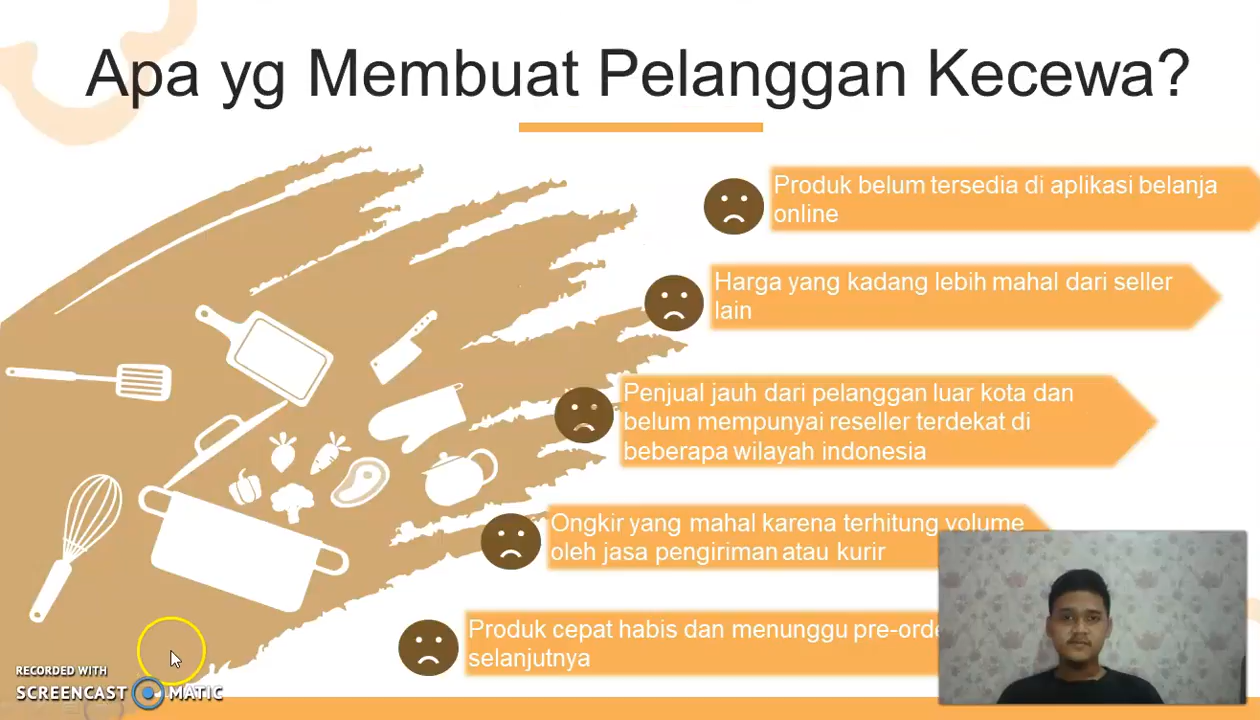 Apa yg Membuat Pelanggan Kecewa?
Produk belum tersedia di aplikasi belanja
online
Harga yang kadang lebih mahal dari seller
lain
Penjual jauh dari pelanggan luar kota dan
belum mempunyai reseller terdekat di
beberapa wilayah indonesia
Ongkir yang mahal karena terhitung volume
oleh jasa pengiriman atau kurir
Produk cepat habis dan menunggu
selanjutnya
RECORDED WITH
SCREENCAST MATIC